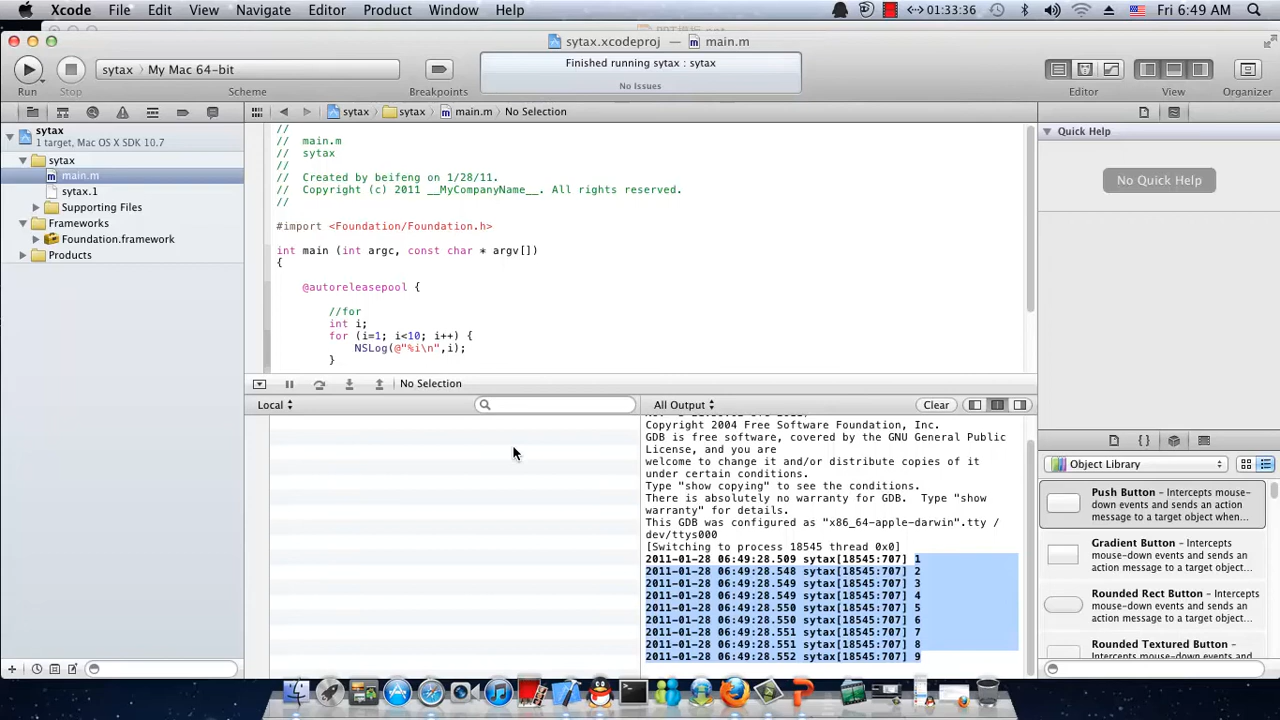 Xcode File Edit View Navigate Editor Product Window Help 01:33:36 Fri 6:49 AM
sytax.xcodeproj — main.m
sytax 〉 My Mac 64-bit
Finished running sytax : sytax
No Issues
Run Stop Scheme Breakpoints Editor View Organizer
sytax 〉 sytax 〉 main.m 〉 No Selection
sytax
1 target, Mac OS X SDK 10.7
sytax
main.m
sytax.1
Supporting Files
Frameworks
Foundation.framework
Products
//
// main.m
// sytax
//
// Created by beifeng on 1/28/11.
// Copyright (c) 2011 __MyCompanyName__. All rights reserved.
//
#import <Foundation/Foundation.h>
int main (int argc, const char * argv[])
{
@autoreleasepool {
//for
int i;
for (i=1; i<10; i++) {
NSLog(@"%i\n",i);
}
No Selection
Local
All Output Clear
Copyright 2004 Free Software Foundation, Inc.
GDB is free software, covered by the GNU General Public
License, and you are
welcome to change it and/or distribute copies of it
under certain conditions.
Type "show copying" to see the conditions.
There is absolutely no warranty for GDB. Type "show
warranty" for details.
This GDB was configured as "x86_64-apple-darwin".tty /
dev/ttys000
[Switching to process 18545 thread 0x0]
2011-01-28 06:49:28.509 sytax[18545:707] 1
2011-01-28 06:49:28.548 sytax[18545:707] 2
2011-01-28 06:49:28.549 sytax[18545:707] 3
2011-01-28 06:49:28.549 sytax[18545:707] 4
2011-01-28 06:49:28.550 sytax[18545:707] 5
2011-01-28 06:49:28.550 sytax[18545:707] 6
2011-01-28 06:49:28.551 sytax[18545:707] 7
2011-01-28 06:49:28.551 sytax[18545:707] 8
2011-01-28 06:49:28.552 sytax[18545:707] 9
Quick Help
No Quick Help
Object Library
Push Button – Intercepts mouse-
down events and sends an action
message to a target object when...
Gradient Button – Intercepts
mouse-down events and sends an
action message to a target object...
Rounded Rect Button – Intercepts
mouse-down events and sends an
action message to a target object...
Rounded Textured Button –